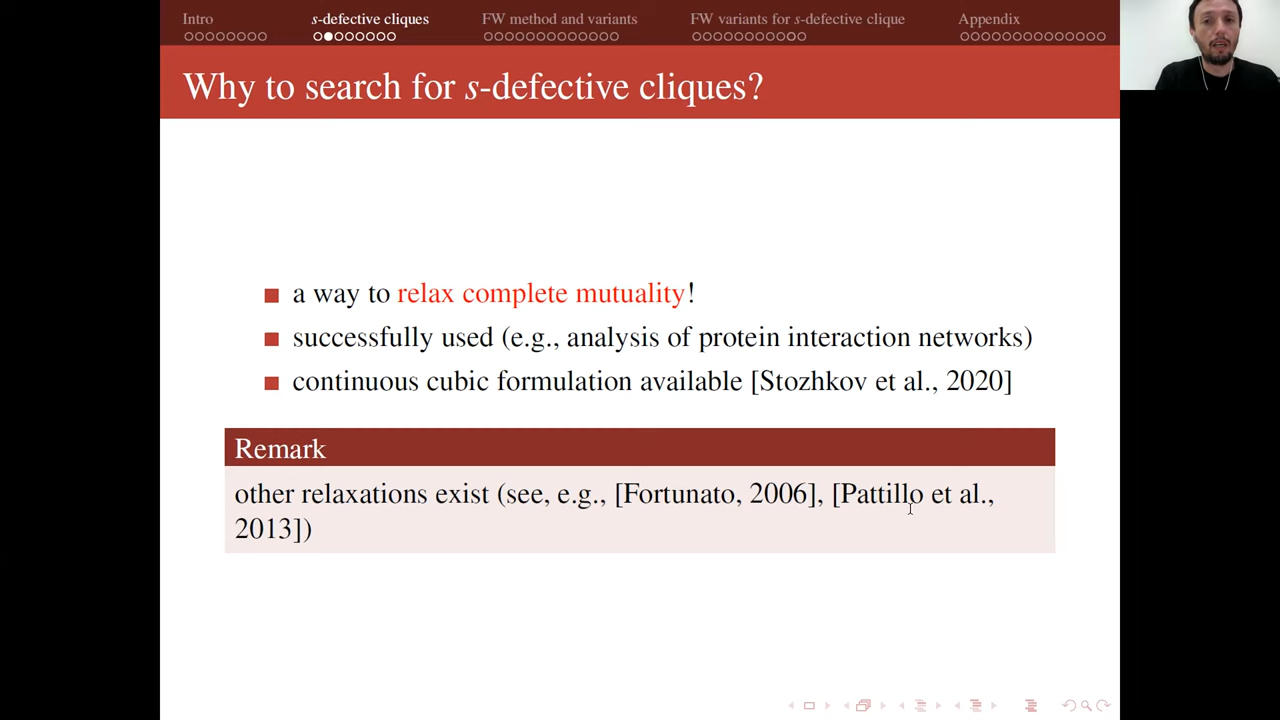 Intro
s-defective cliques
FW method and variants
FW variants for s-defective clique
Appendix
Why to search for s-defective cliques?
a way to relax complete mutuality!
successfully used (e.g., analysis of protein interaction networks)
continuous cubic formulation available [Stozhkov et al., 2020]
Remark
other relaxations exist (see, e.g., [Fortunato, 2006], [Pattillo et al.,
2013])